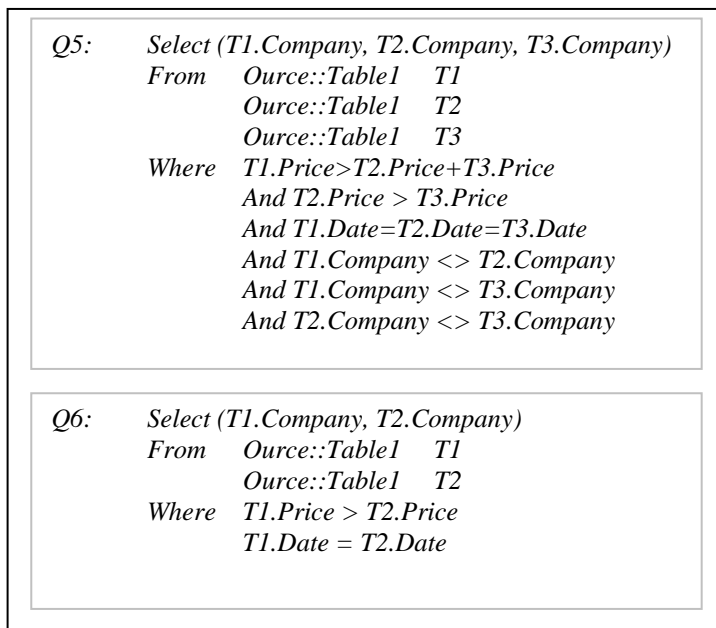 Q5: Select (T1.Company, T2.Company, T3.Company)
From Ource::Table1 T1
Ource::Table1 T2
Ource::Table1 T3
Where T1.Price>T2.Price+T3.Price
And T2.Price > T3.Price
And T1.Date=T2.Date=T3.Date
And T1.Company <> T2.Company
And T1.Company <> T3.Company
And T2.Company <> T3.Company
Q6: Select (T1.Company, T2.Company)
From Ource::Table1 T1
Ource::Table1 T2
Where T1.Price > T2.Price
T1.Date = T2.Date